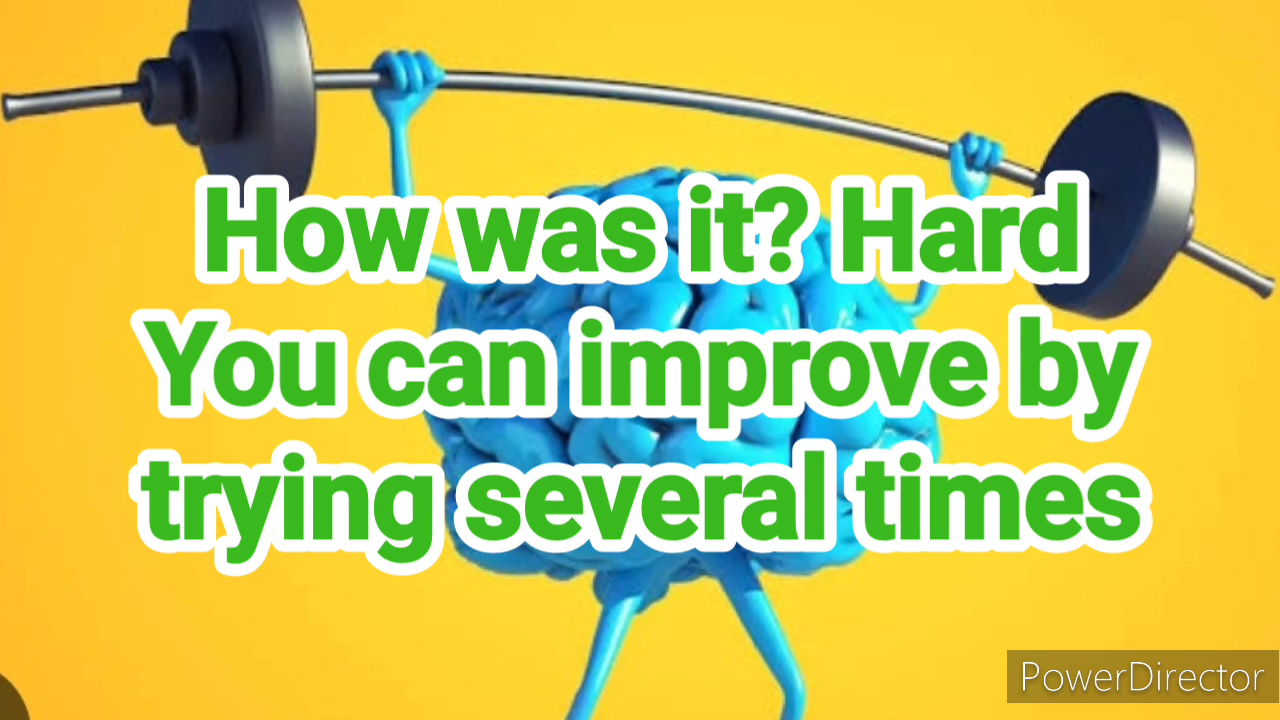 How was it? Hard
You can improve by
trying several times
PowerDirector